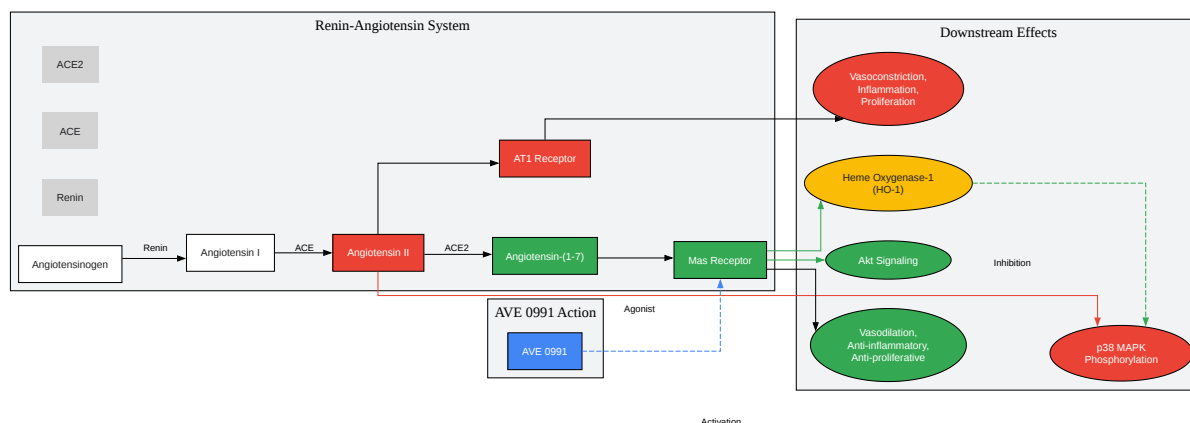 Renin-Angiotensin System
Downstream Effects
ACE2
ACE
Renin
Angiotensinogen
Renin
Angiotensin I
ACE
Angiotensin II
ACE2
Angiotensin-(1-7)
AT1 Receptor
Mas Receptor
Vasoconstriction,
Inflammation,
Proliferation
Heme Oxygenase-1
(HO-1)
Akt Signaling
Inhibition
Vasodilation,
Anti-inflammatory,
Anti-proliferative
p38 MAPK
Phosphorylation
AVE 0991 Action
AVE 0991
Agonist
Activation